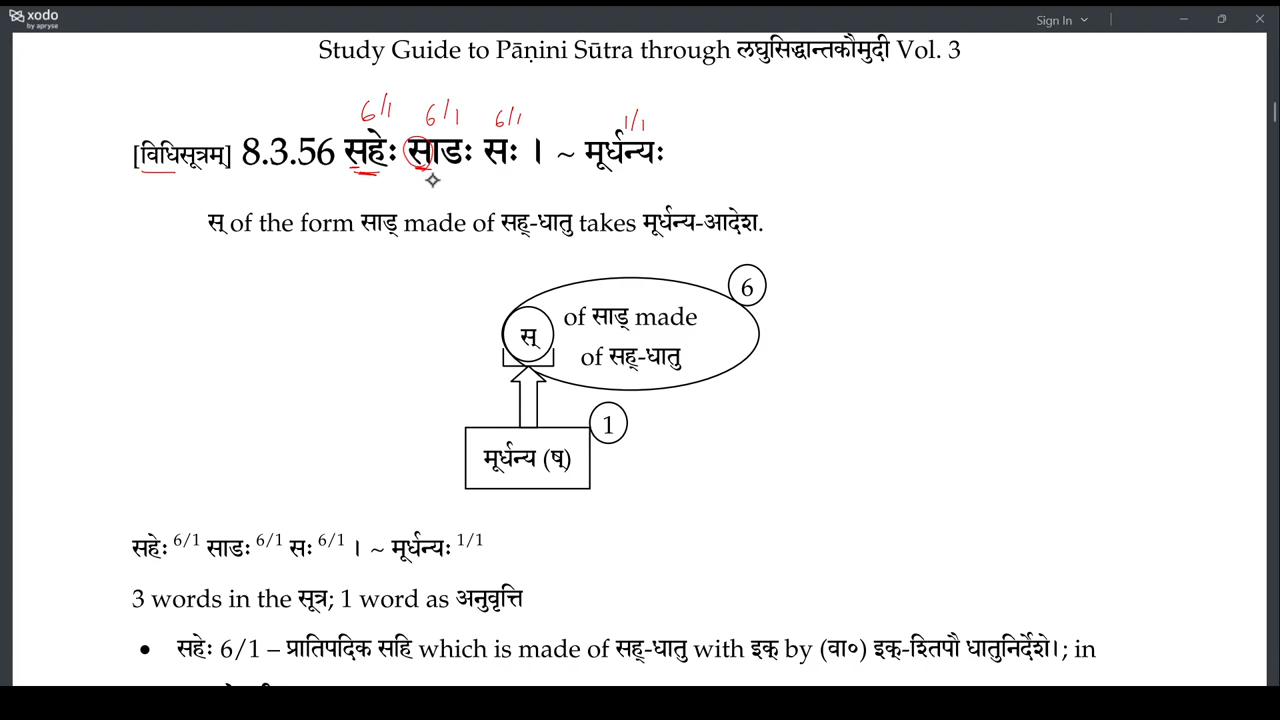 xodo
by apryse
Sign In
Study Guide to Pāṇini Sūtra through लघुसिद्धान्तकौमुदी Vol. 3
6/1 6/1 6/1 1/1
[विधिसूत्रम्] 8.3.56 सहेः साडः सः । ~ मूर्धन्यः
स् of the form साड् made of सह्-धातु takes मूर्धन्य-आदेश.
6
of साड् made
स्
of सह्-धातु
1
मूर्धन्य (ष्)
सहेः 6/1 साडः 6/1 सः 6/1 । ~ मूर्धन्यः 1/1
3 words in the सूत्र; 1 word as अनुवृत्ति
• सहेः 6/1 – प्रातिपदिक सहि which is made of सह्-धातु with इक् by (वा०) इक्-श्तिपौ धातुनिर्देशे।; in